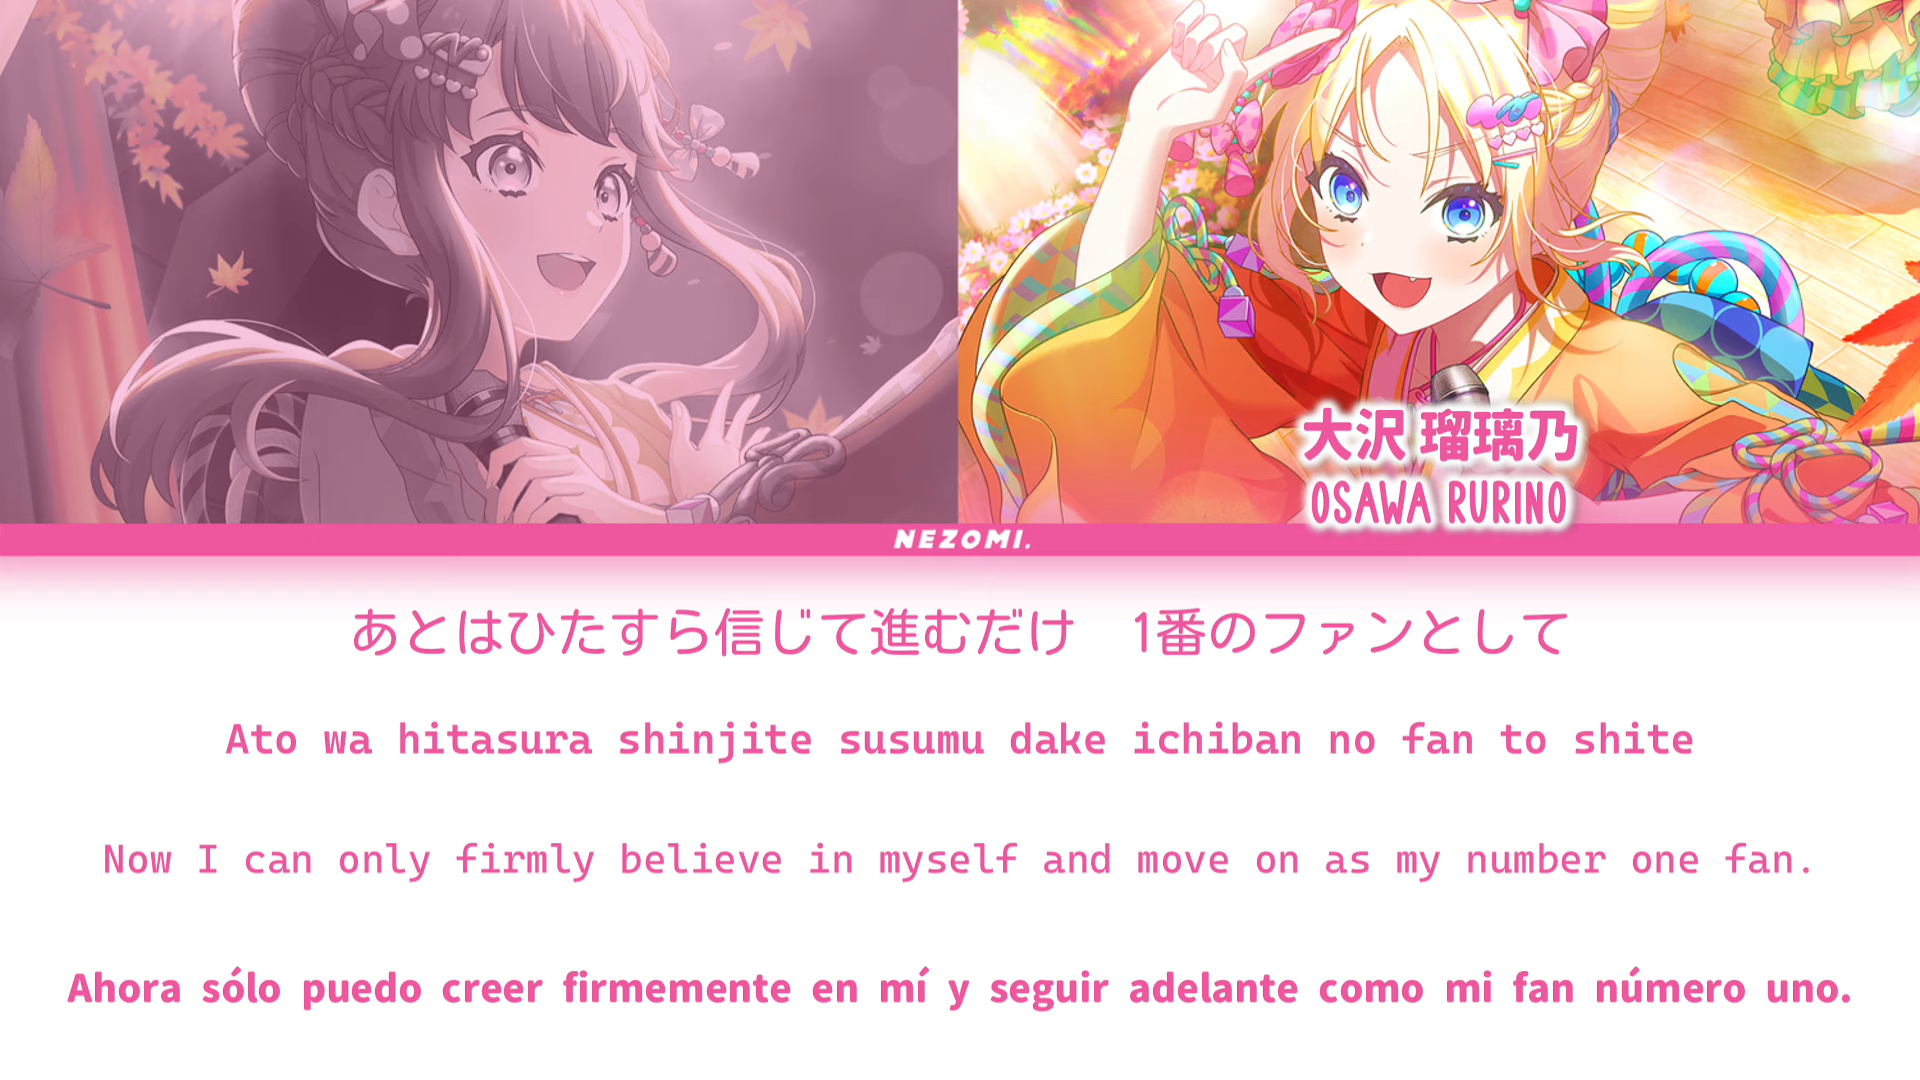 大沢 瑠璃乃
OSAWA RURINO
NEZOMI.
あとはひたすら信じて進むだけ　1番のファンとして
Ato wa hitasura shinjite susumu dake ichiban no fan to shite
Now I can only firmly believe in myself and move on as my number one fan.
Ahora sólo puedo creer firmemente en mí y seguir adelante como mi fan número uno.